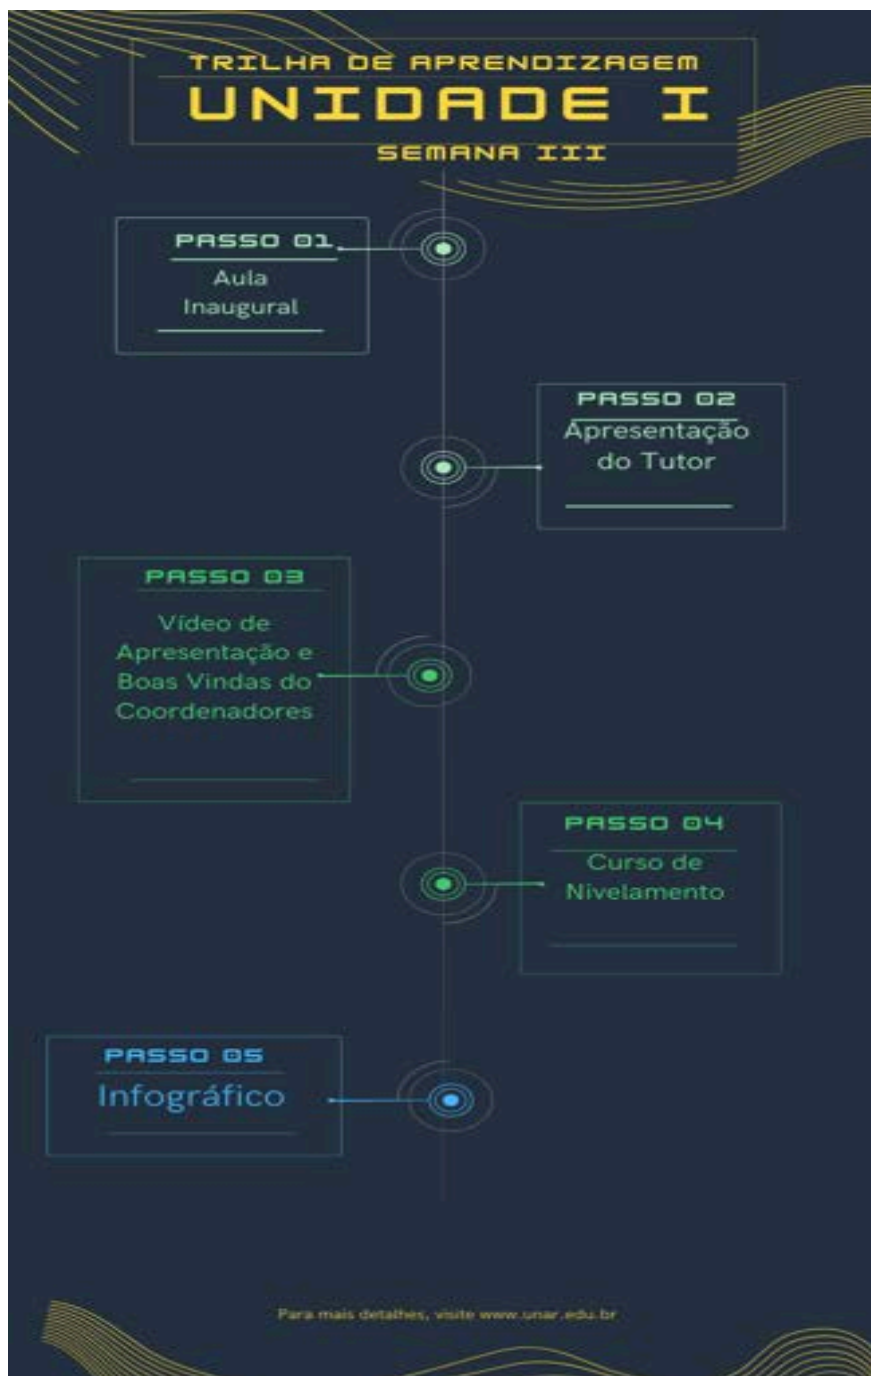 TRILHA DE APRENDIZAGEM
UNIDADE I
SEMANA III
PASSO 01
Aula
Inaugural
PASSO 02
Apresentação
do Tutor
PASSO 03
Vídeo de
Apresentação e
Boas Vindas do
Coordenadores
PASSO 04
Curso de
Nivelamento
PASSO 05
Infográfico
Para mais detalhes, visite www.unar.edu.br